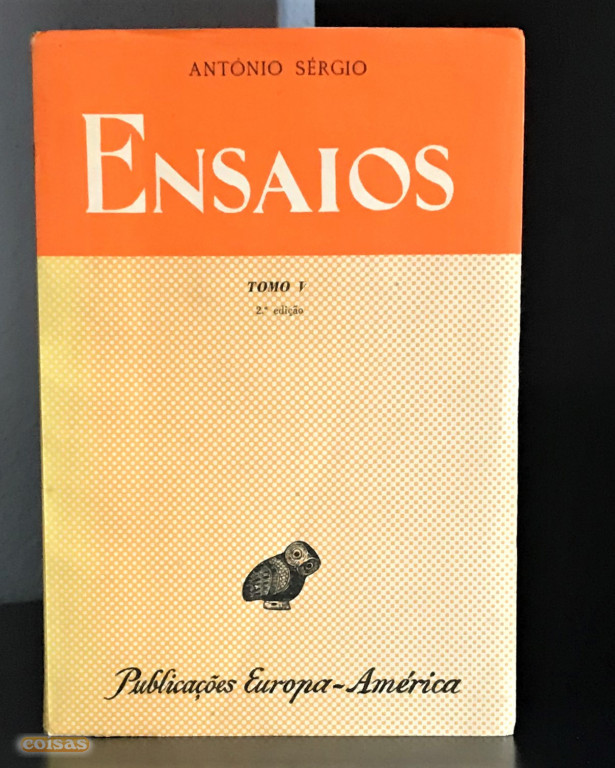 ANTÓNIO SÉRGIO
ENSAIOS
TOMO V
2.ª edição
Publicações Europa-América
coisas